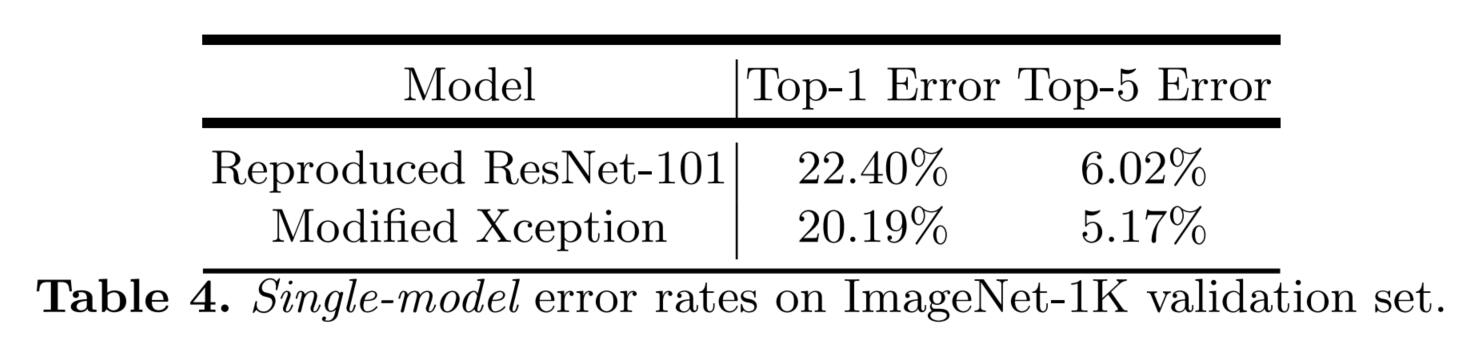 Model Top-1 Error Top-5 Error
Reproduced ResNet-101 22.40% 6.02%
Modified Xception 20.19% 5.17%
Table 4. Single-model error rates on ImageNet-1K validation set.